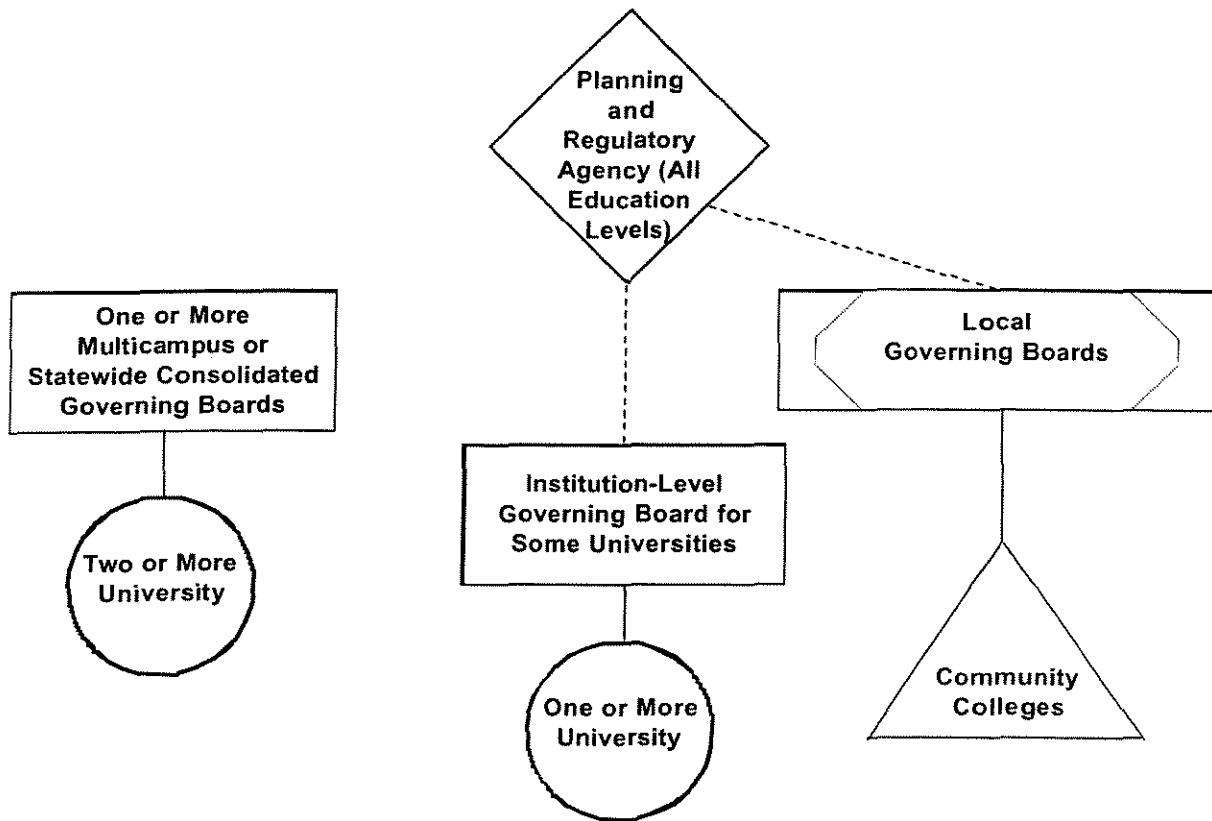 Planning
and
Regulatory
Agency (All
Education
Levels)
One or More
Multicampus or
Statewide Consolidated
Governing Boards
Local
Governing Boards
Institution-Level
Governing Board for
Some Universities
Two or More
University
One or More
University
Community
Colleges